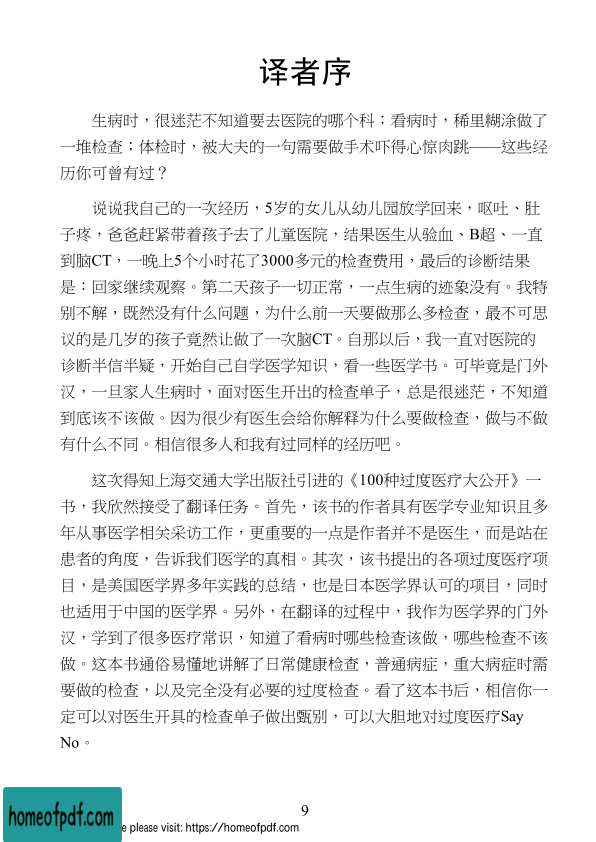 译者序
生病时，很迷茫不知道要去医院的哪个科；看病时，稀里糊涂做了
一堆检查；体检时，被大夫的一句需要做手术吓得心惊肉跳——这些经
历你可曾有过？
说说我自己的一次经历，5岁的女儿从幼儿园放学回来，呕吐、肚
子疼，爸爸赶紧带着孩子去了儿童医院，结果医生从验血、B超、一直
到脑CT，一晚上5个小时花了3000多元的检查费用，最后的诊断结果
是：回家继续观察。第二天孩子一切正常，一点生病的迹象没有。我特
别不解，既然没有什么问题，为什么前一天要做那么多检查，最不可思
议的是几岁的孩子竟然让做了一次脑CT。自那以后，我一直对医院的
诊断半信半疑，开始自己自学医学知识，看一些医学书。可毕竟是门外
汉，一旦家人生病时，面对医生开出的检查单子，总是很迷茫，不知道
到底该不该做。因为很少有医生会给你解释为什么要做检查，做与不做
有什么不同。相信很多人和我有过同样的经历吧。
这次得知上海交通大学出版社引进的《100种过度医疗大公开》一
书，我欣然接受了翻译任务。首先，该书的作者具有医学专业知识且多
年从事医学相关采访工作，更重要的一点是作者并不是医生，而是站在
患者的角度，告诉我们医学的真相。其次，该书提出的各项过度医疗项
目，是美国医学界多年实践的总结，也是日本医学界认可的项目，同时
也适用于中国的医学界。另外，在翻译的过程中，我作为医学界的门外
汉，学到了很多医疗常识，知道了看病时哪些检查该做，哪些检查不该
做。这本书通俗易懂地讲解了日常健康检查，普通病症，重大病症时需
要做的检查，以及完全没有必要的过度检查。看了这本书后，相信你一
定可以对医生开具的检查单子做出甄别，可以大胆地对过度医疗Say
No。
9
homeofpdf.com
e please visit: https://homeofpdf.com